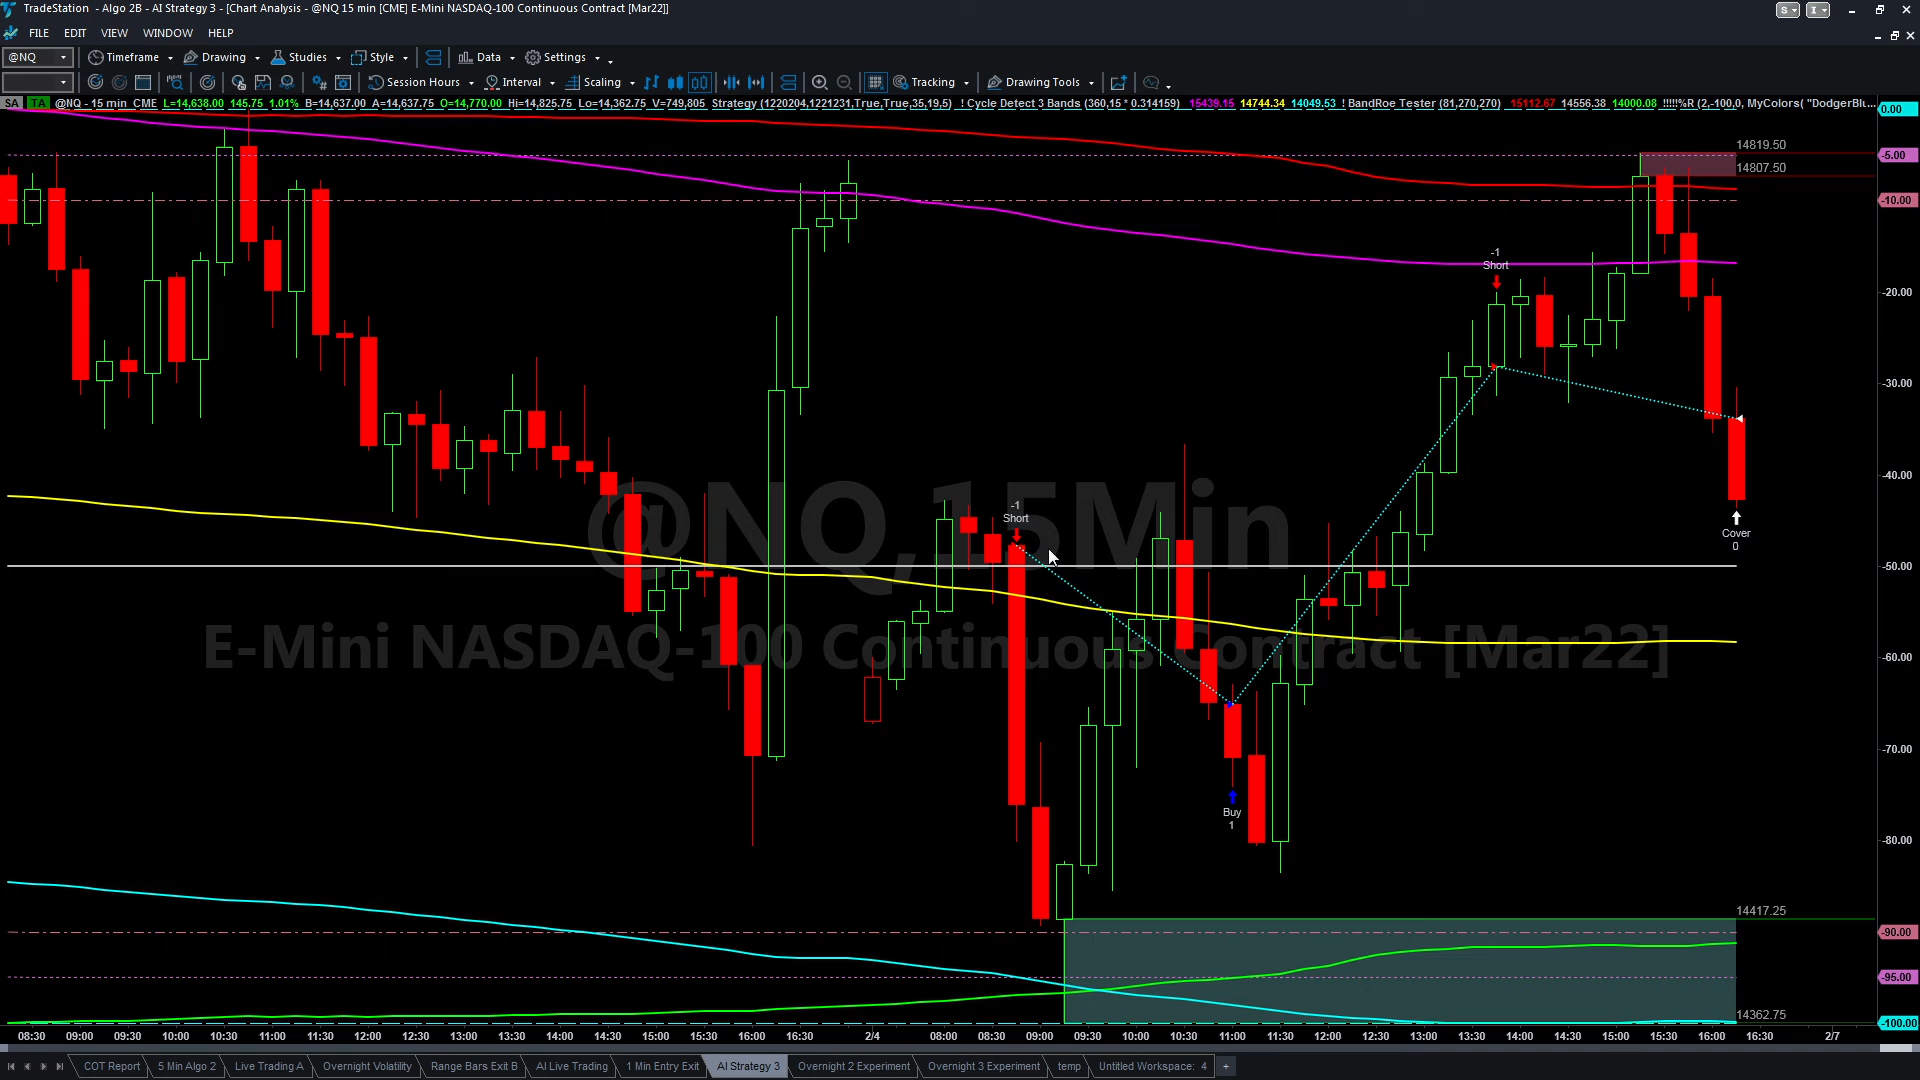 TradeStation - Algo 2B - AI Strategy 3 - [Chart Analysis - @NQ 15 min [CME] E-Mini NASDAQ-100 Continuous Contract [Mar22]]
S I
FILE EDIT VIEW WINDOW HELP
@NQ Timeframe Drawing Studies Style Data Settings
Session Hours Interval Scaling Tracking Drawing Tools
SA TA @NQ - 15 min CME L=14,638.00 145.75 1.01% B=14,637.00 A=14,637.75 O=14,770.00 Hi=14,825.75 Lo=14,362.75 V=749,805 Strategy (1220204,1221231,True,True,35,19,5) ! Cycle Detect 3 Bands (360,15 * 0.314159) 15439.15 14744.34 14049.53 ! BandRoe Tester (81,270,270) 15112.67 14556.38 14000.08 !!!!!%R (2,-100,0, MyColors( "DodgerBlu...
0.00
14819.50
-5.00
14807.50
-10.00
-1
Short
-20.00
-30.00
-40.00
@NQ,15Min
-1
Short
Cover
0
-50.00
E-Mini NASDAQ-100 Continuous Contract [Mar22]
-60.00
-70.00
Buy
1
-80.00
14417.25
-90.00
-95.00
14362.75
-100.00
08:30 09:00 09:30 10:00 10:30 11:00 11:30 12:00 12:30 13:00 13:30 14:00 14:30 15:00 15:30 16:00 16:30 2/4 08:00 08:30 09:00 09:30 10:00 10:30 11:00 11:30 12:00 12:30 13:00 13:30 14:00 14:30 15:00 15:30 16:00 16:30 2/7
COT Report 5 Min Algo 2 Live Trading A Overnight Volatility Range Bars Exit B AI Live Trading 1 Min Entry Exit AI Strategy 3 Overnight 2 Experiment Overnight 3 Experiment temp Untitled Workspace: 4 +